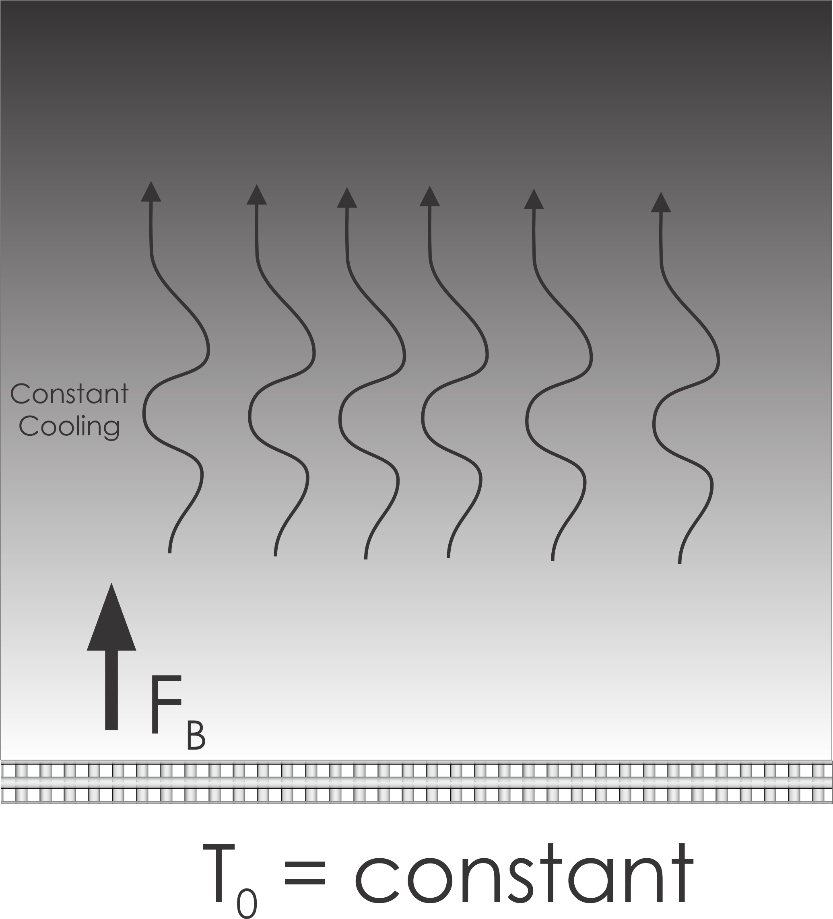 Constant
Cooling
F_B
T_0 = constant